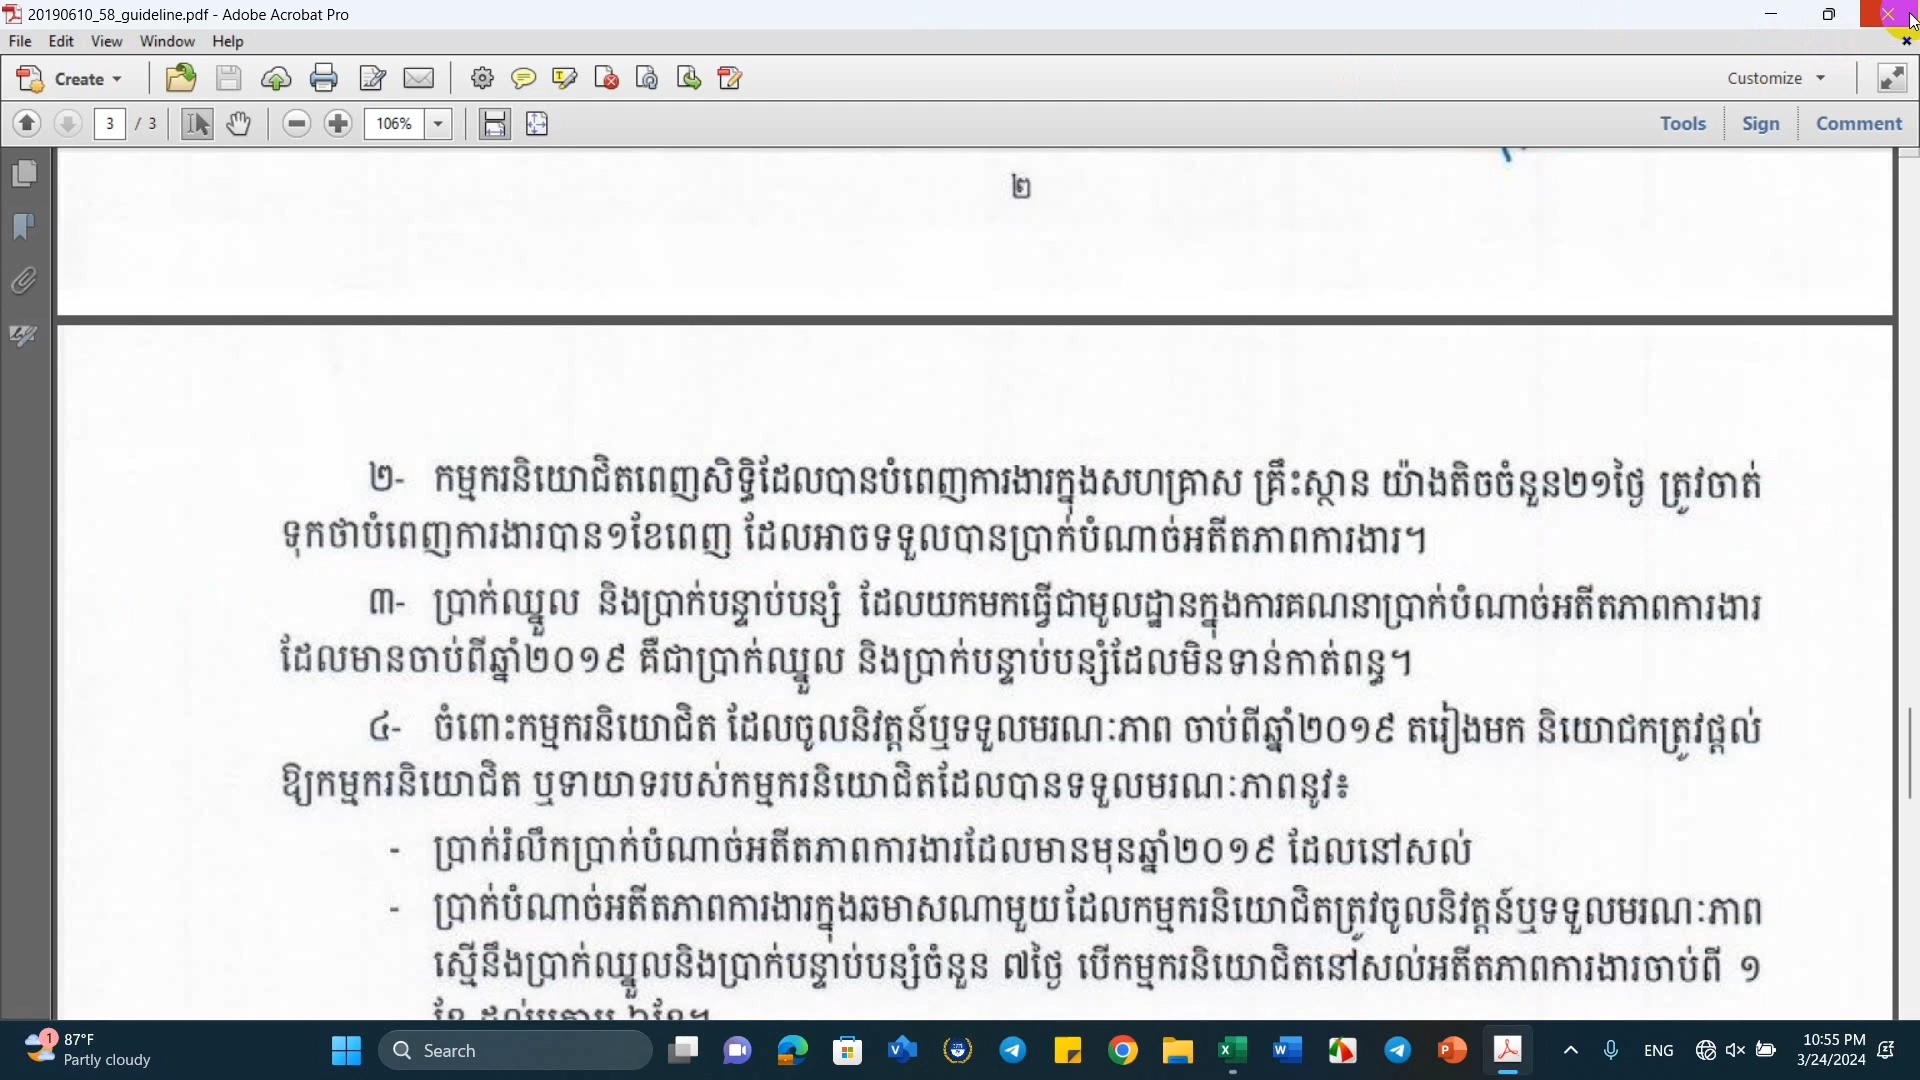 20190610_58_guideline.pdf - Adobe Acrobat Pro
File Edit View Window Help
Create
Customize
3 / 3
106%
Tools Sign Comment
២
២- កម្មករនិយោជិតពេញសិទ្ធិដែលបានបំពេញការងារក្នុងសហគ្រាស គ្រឹះស្ថាន យ៉ាងតិចចំនួន២១ថ្ងៃ ត្រូវចាត់
ទុកថាបំពេញការងារបាន១ខែពេញ ដែលអាចទទួលបានប្រាក់បំណាច់អតីតភាពការងារ។
៣- ប្រាក់ឈ្នួល និងប្រាក់បន្ទាប់បន្សំ ដែលយកមកធ្វើជាមូលដ្ឋានក្នុងការគណនាប្រាក់បំណាច់អតីតភាពការងារ
ដែលមានចាប់ពីឆ្នាំ២០១៩ គឺជាប្រាក់ឈ្នួល និងប្រាក់បន្ទាប់បន្សំដែលមិនទាន់កាត់ពន្ធ។
៤- ចំពោះកម្មករនិយោជិត ដែលចូលនិវត្តន៍ឬទទួលមរណៈភាព ចាប់ពីឆ្នាំ២០១៩ តរៀងមក និយោជកត្រូវផ្តល់
ឱ្យកម្មករនិយោជិត ឬទាយាទរបស់កម្មករនិយោជិតដែលបានទទួលមរណៈភាពនូវ៖
- ប្រាក់រំលឹកប្រាក់បំណាច់អតីតភាពការងារដែលមានមុនឆ្នាំ២០១៩ ដែលនៅសល់
- ប្រាក់បំណាច់អតីតភាពការងារក្នុងឆមាសណាមួយដែលកម្មករនិយោជិតត្រូវចូលនិវត្តន៍ឬទទួលមរណៈភាព
ស្មើនឹងប្រាក់ឈ្នួលនិងប្រាក់បន្ទាប់បន្សំចំនួន ៧ថ្ងៃ បើកម្មករនិយោជិតនៅសល់អតីតភាពការងារចាប់ពី ១
1
87°F
Partly cloudy
Search
ENG
10:55 PM
3/24/2024